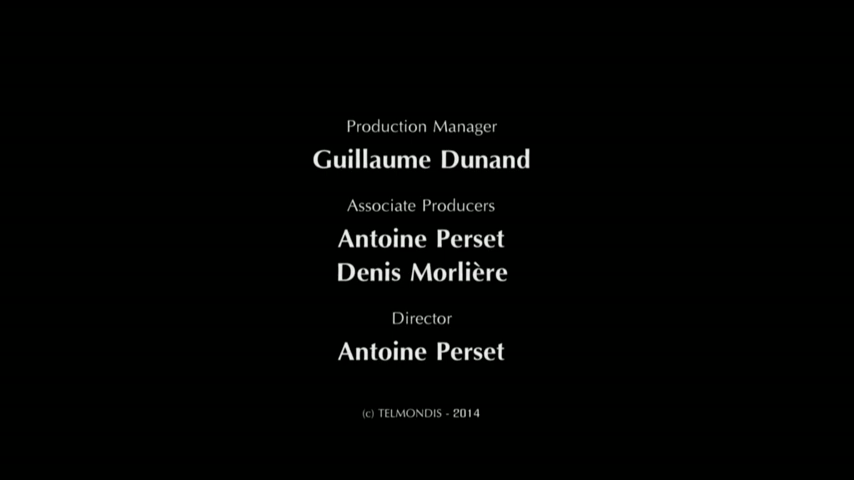 Production Manager
Guillaume Dunand
Associate Producers
Antoine Perset
Denis Morlière
Director
Antoine Perset
(c) TELMONDIS - 2014